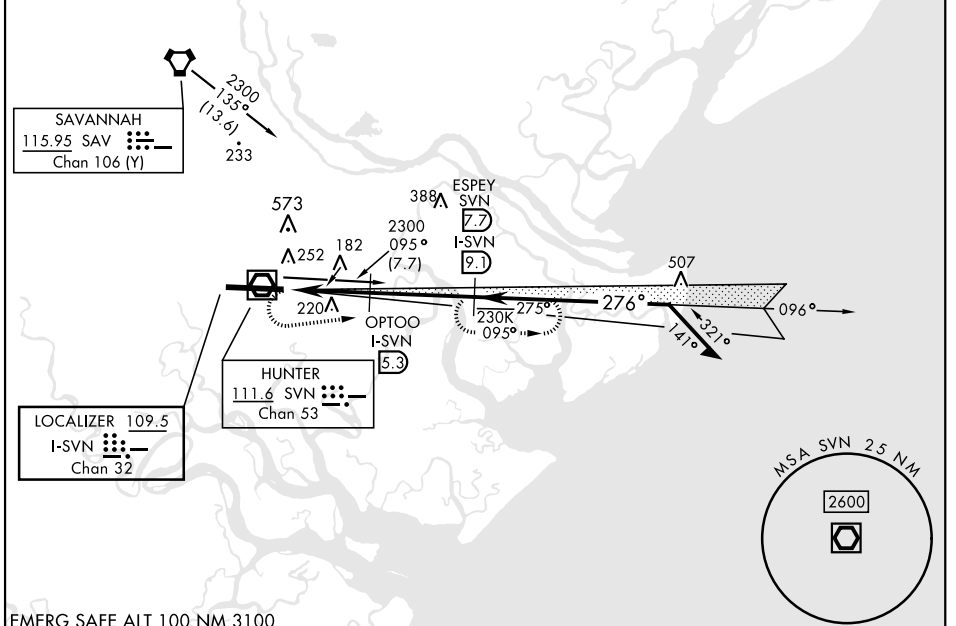 2300
135°
(13.6)
233
SAVANNAH
115.95 SAV
Chan 106 (Y)
573
252
182
388
2300
095°
(7.7)
ESPEY
SVN
7.7
I-SVN
9.1
507
220
OPTOO
I-SVN
5.3
230K
095°
275°
276°
096°
141°
321°
HUNTER
111.6 SVN
Chan 53
LOCALIZER 109.5
I-SVN
Chan 32
MSA SVN 25 NM
2600
EMERG SAFE ALT 100 NM 3100